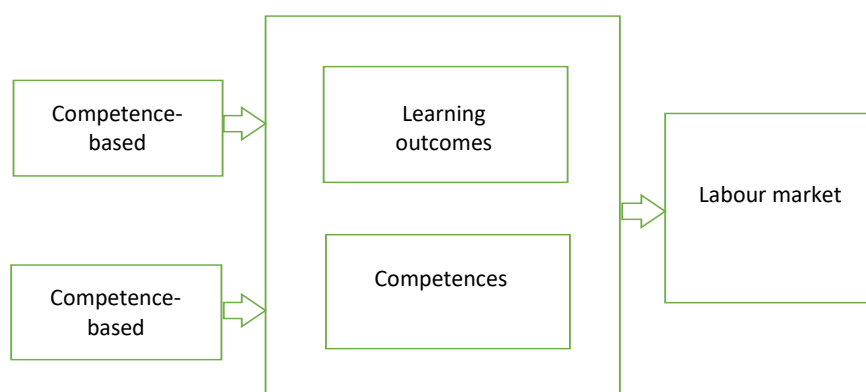 Competence-
based
Learning
outcomes
Labour market
Competences
Competence-
based